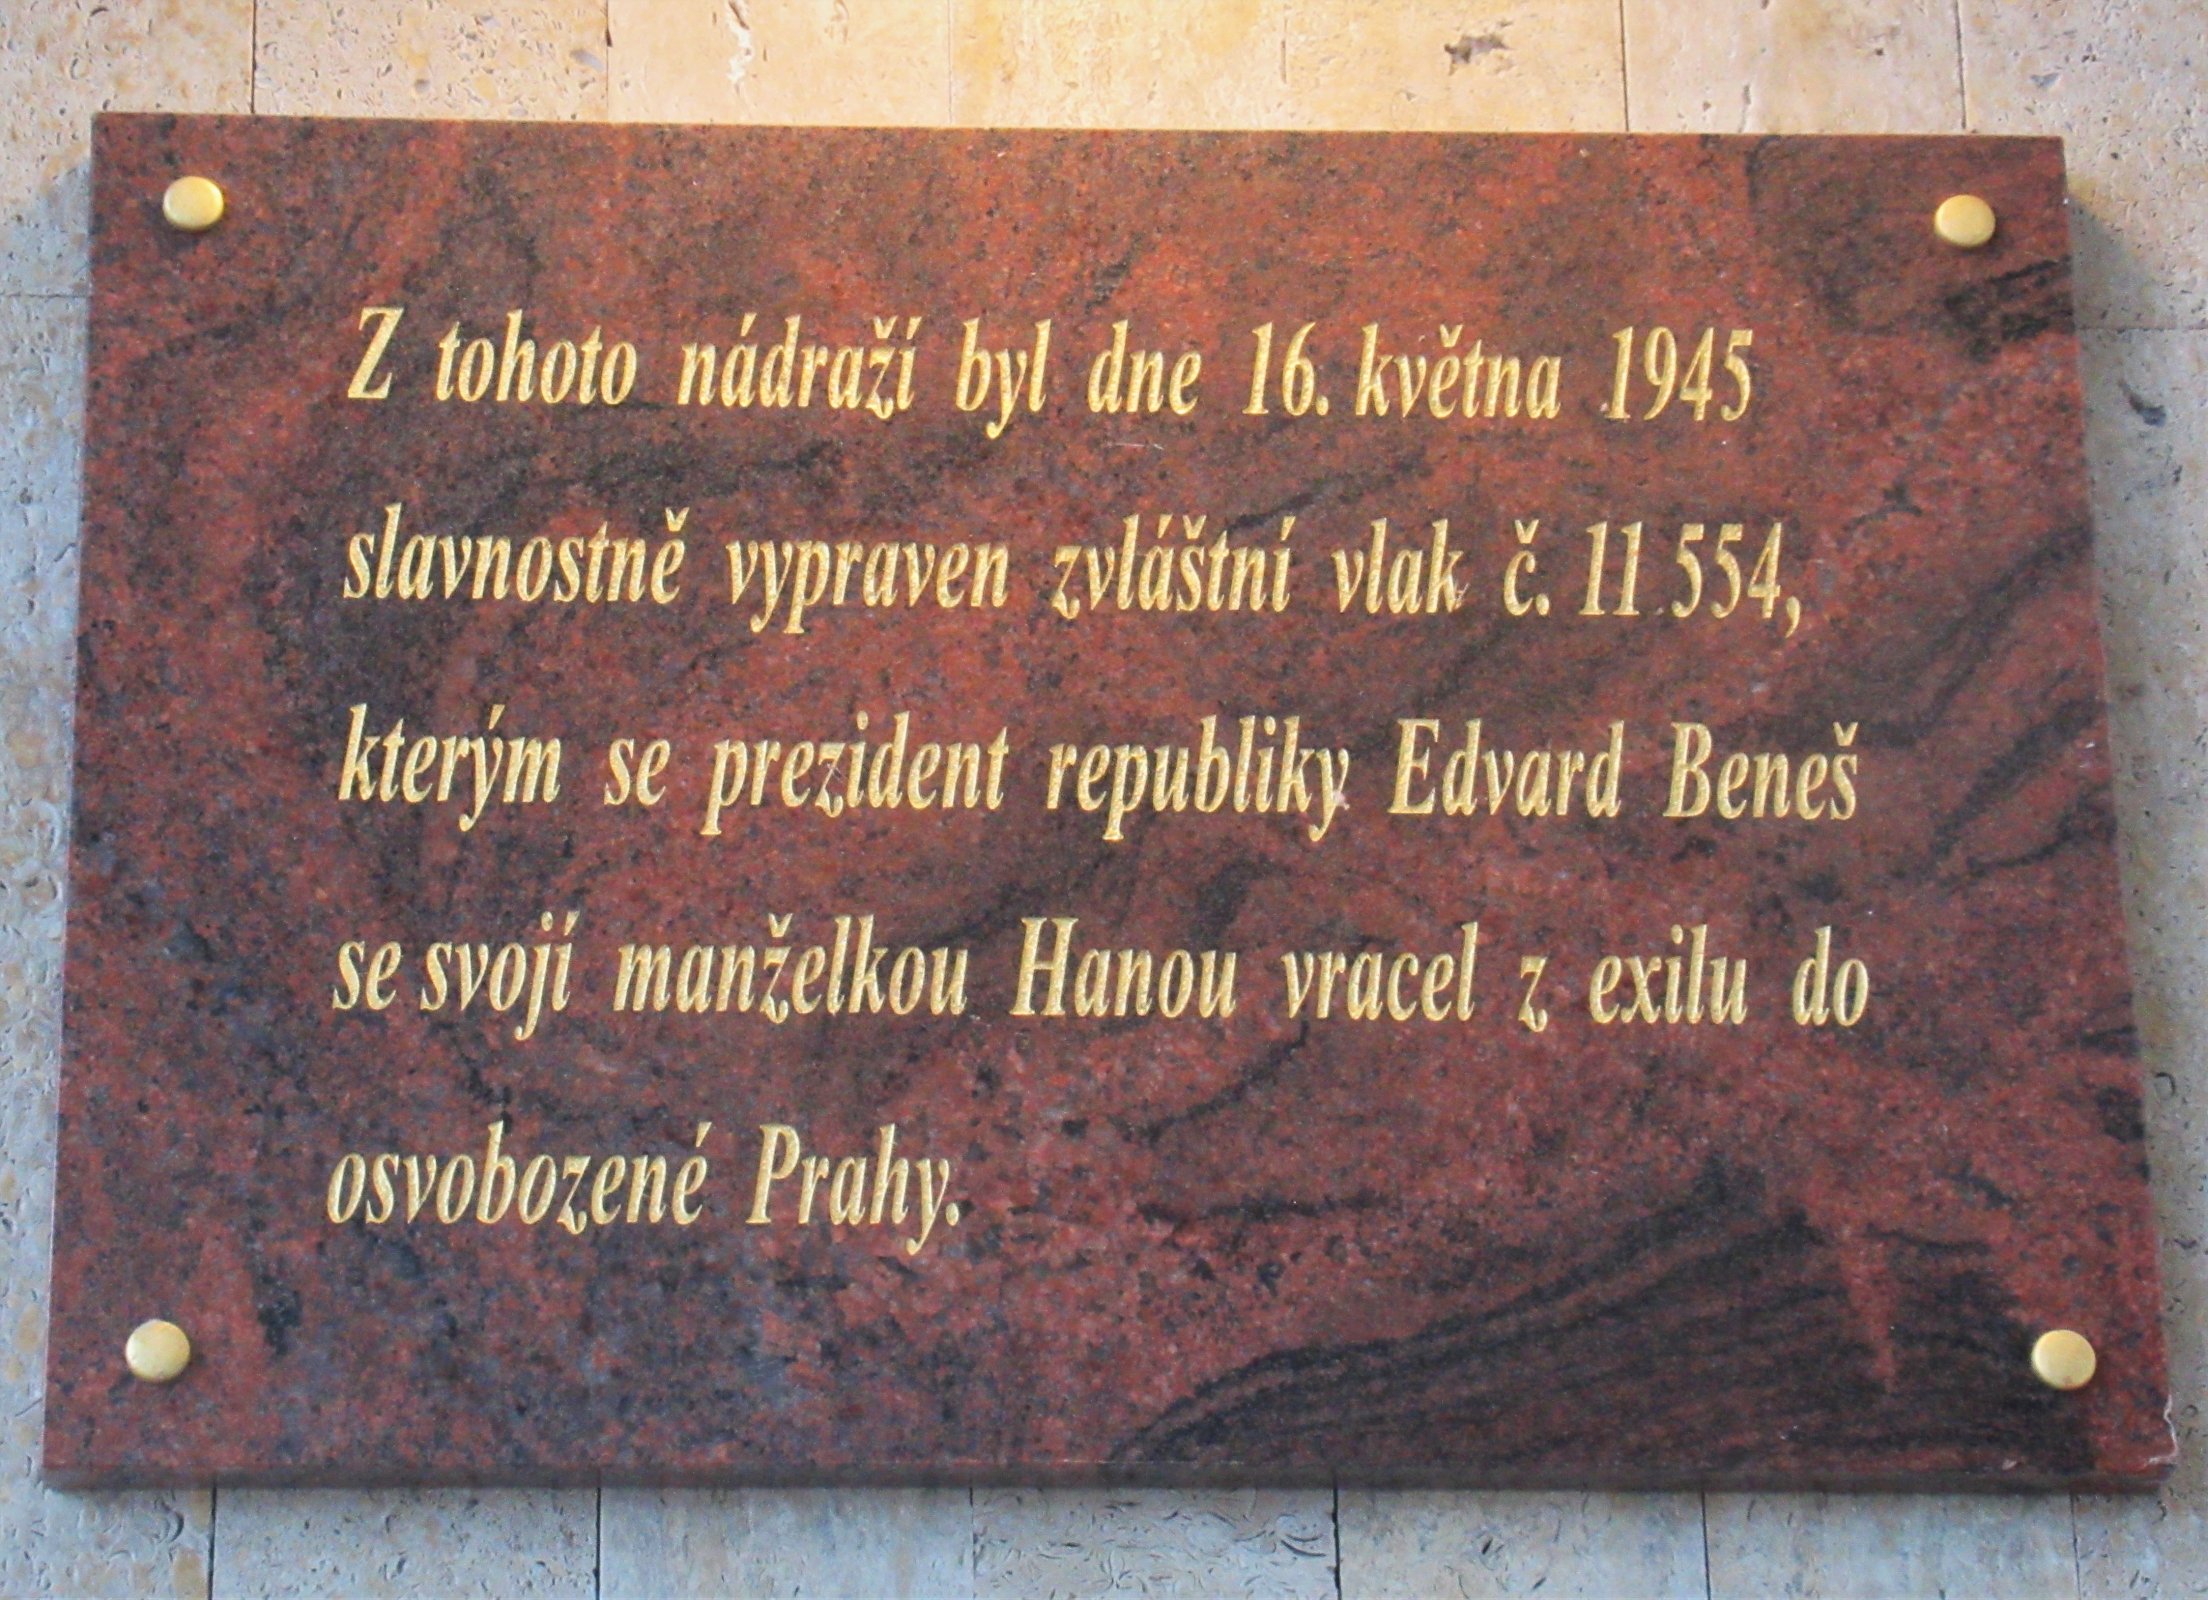 Z tohoto nádraží byl dne 16. května 1945
slavnostně vypraven zvláštní vlak č. 11 554,
kterým se prezident republiky Edvard Beneš
se svojí manželkou Hanou vracel z exilu do
osvobozené Prahy.